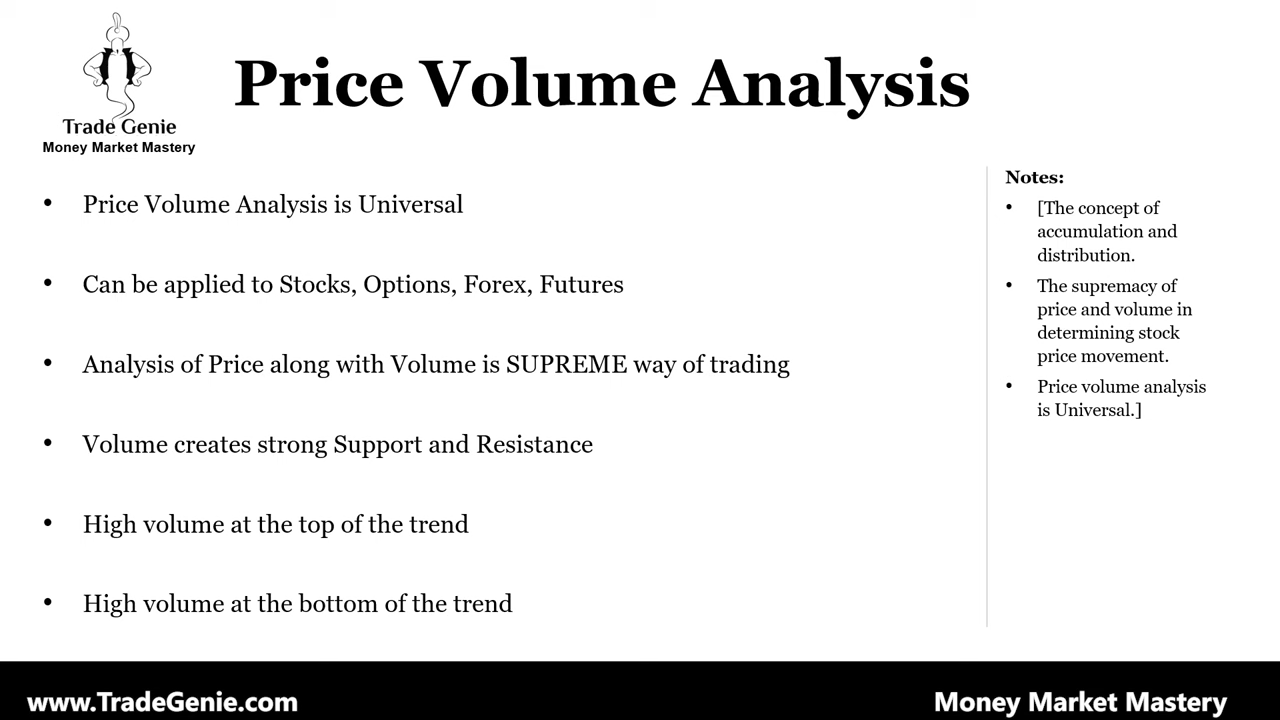 Trade Genie
Money Market Mastery
Price Volume Analysis
• Price Volume Analysis is Universal
• Can be applied to Stocks, Options, Forex, Futures
• Analysis of Price along with Volume is SUPREME way of trading
• Volume creates strong Support and Resistance
• High volume at the top of the trend
• High volume at the bottom of the trend
Notes:
• [The concept of
accumulation and
distribution.
• The supremacy of
price and volume in
determining stock
price movement.
• Price volume analysis
is Universal.]
www.TradeGenie.com
Money Market Mastery